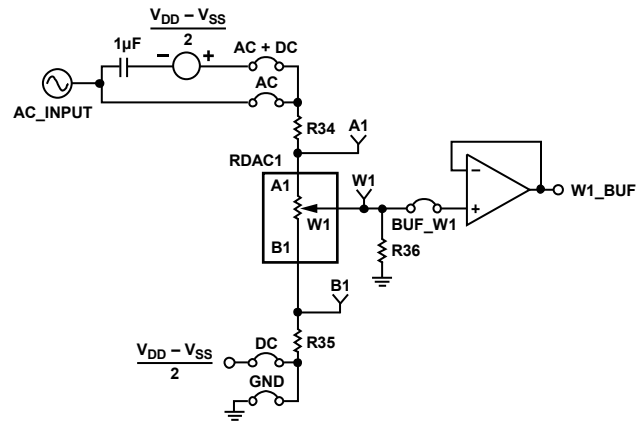 V_DD – V_SS
2
1µF
–
+
AC + DC
AC
AC_INPUT
R34
A1
RDAC1
A1
W1
B1
W1
BUF_W1
–
+
W1_BUF
R36
B1
R35
V_DD – V_SS
2
DC
GND